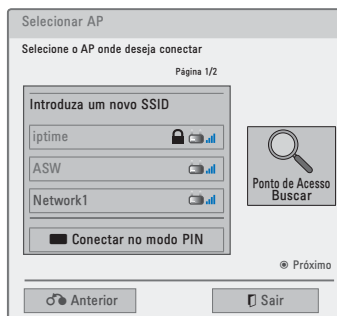 Selecionar AP
Selecione o AP onde deseja conectar
Página 1/2
Introduza um novo SSID
iptime
ASW
Network1
Conectar no modo PIN
Ponto de Acesso
Buscar
Próximo
Anterior
Sair